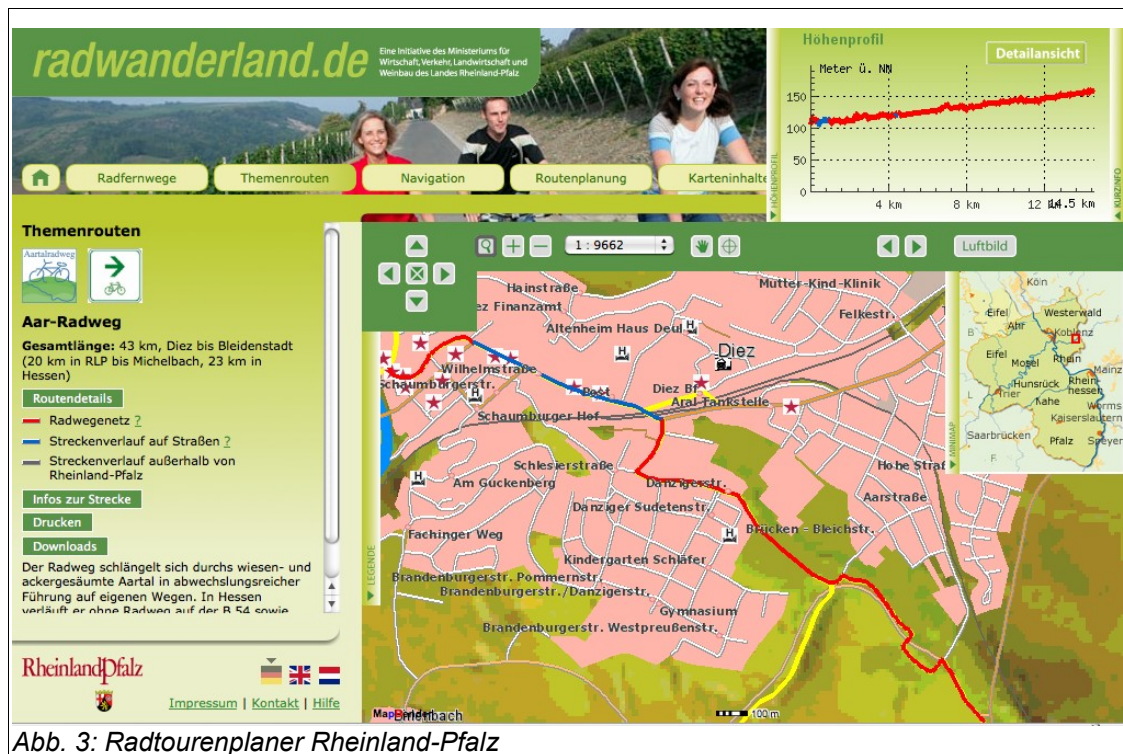 radwanderland.de
Eine Initiative des Ministeriums für
Wirtschaft, Verkehr, Landwirtschaft und
Weinbau des Landes Rheinland-Pfalz
Höhenprofil
Detailansicht
Meter ü. NN
150
100
50
0
4 km
8 km
12
14.5 km
HÖHENPROFIL
KURZINFO
Radfernwege
Themenrouten
Navigation
Routenplanung
Karteninhalte
Themenrouten
Aartalradweg
Aar-Radweg
Gesamtlänge: 43 km, Diez bis Bleidenstadt
(20 km in RLP bis Michelbach, 23 km in
Hessen)
Routendetails
Radwegenetz ?
Streckenverlauf auf Straßen ?
Streckenverlauf außerhalb von
Rheinland-Pfalz
Infos zur Strecke
Drucken
Downloads
Der Radweg schlängelt sich durchs wiesen- und
ackergesäumte Aartal in abwechslungsreicher
Führung auf eigenen Wegen. In Hessen
verläuft er ohne Radweg auf der B 54 sowie
RheinlandPfalz
Impressum | Kontakt | Hilfe
1 : 9662
Luftbild
LEGENDE
Hainstraße
ez Finanzamt
Altenheim Haus Deul
Mutter-Kind-Klinik
Felkestr.
Diez
Wilhelmstraße
Schaumburgerstr.
Post
Diez Bf
Aral Tankstelle
Schaumburger Hof
Schlesierstraße
Am Guckenberg
Danzigerstr.
Danziger Sudetenstr.
Hohe Straß
Aarstraße
Brücken - Bleichstr.
Fachinger Weg
Kindergarten Schläfer
Brandenburgerstr. Pommernstr.
Brandenburgerstr./Danzigerstr.
Gymnasium
Brandenburgerstr. Westpreußenstr.
100 m
MINIMAP
Köln
Eifel
Westerwald
B
Ahr
Koblenz
Eifel
Mosel
Rhein
Mainz
Hunsrück
Rhein-
hessen
L
Trier
Nahe
Worms
Kaiserslautern
Saarbrücken
Pfalz
Speyer
F
Abb. 3: Radtourenplaner Rheinland-Pfalz